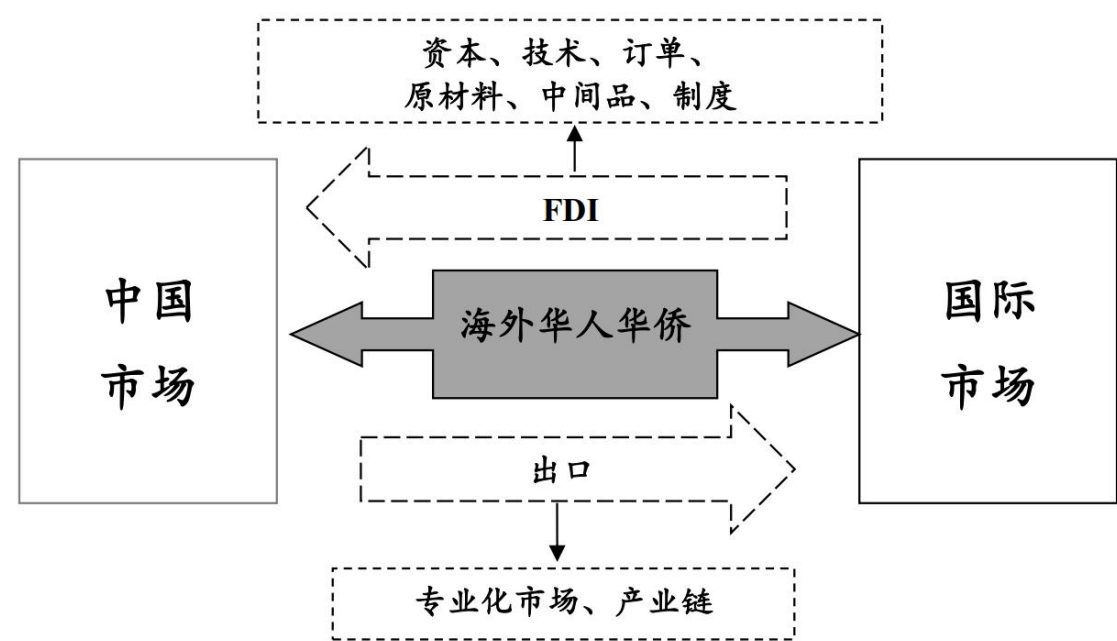 资本、技术、订单、
原材料、中间品、制度
FDI
中国
市场
海外华人华侨
国际
市场
出口
专业化市场、产业链